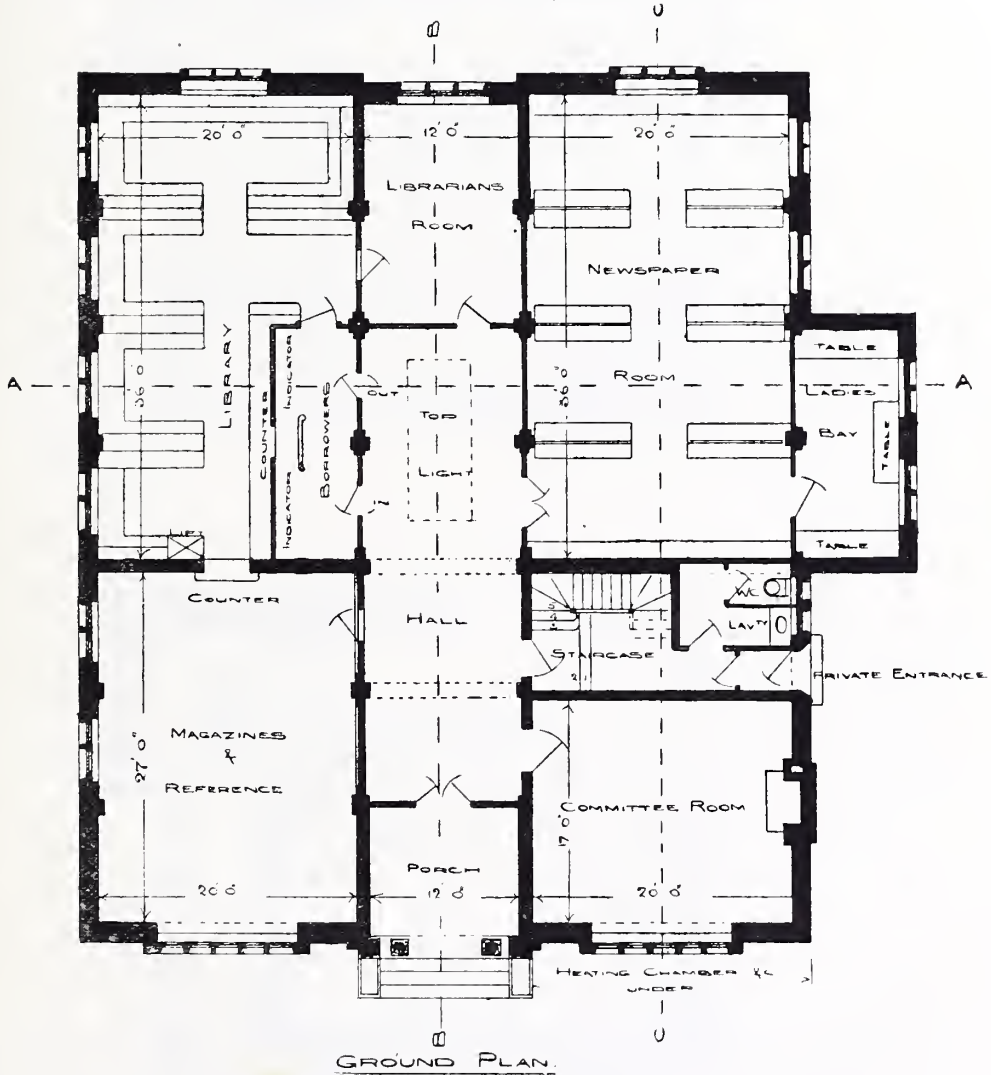 B
C
20' 0"
12' 0"
20' 0"
LIBRARIANS
ROOM
NEWSPAPER
ROOM
36' 0"
LIBRARY
COUNTER
INDICATOR
INDICATOR
BORROWERS
OUT
IN
TOP
LIGHT
36' 0"
TABLE
LADIES
BAY
TABLE
TABLE
A
A
LIFT
COUNTER
HALL
WC
LAVTY
STAIRCASE
PRIVATE ENTRANCE
MAGAZINES
&
REFERENCE
27' 0"
COMMITTEE ROOM
17' 0"
PORCH
20' 0"
12' 0"
20' 0"
HEATING CHAMBER &C
UNDER
B
C
GROUND PLAN.